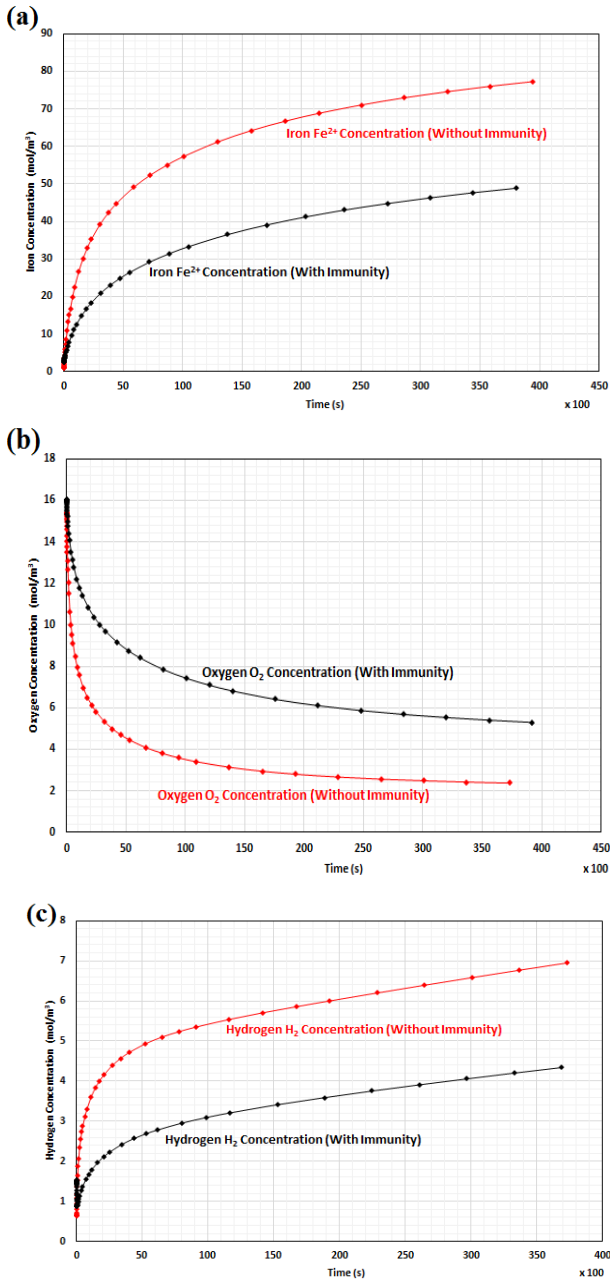 (a)
90
80
70
60
50
40
30
20
10
0
Iron Concentration (mol/m³)
Iron Fe²⁺ Concentration (Without Immunity)
Iron Fe²⁺ Concentration (With Immunity)
0 50 100 150 200 250 300 350 400 450
Time (s)
x 100
(b)
18
16
14
12
10
8
6
4
2
0
Oxygen Concentration (mol/m³)
Oxygen O₂ Concentration (With Immunity)
Oxygen O₂ Concentration (Without Immunity)
0 50 100 150 200 250 300 350 400 450
Time (s)
x 100
(c)
8
7
6
5
4
3
2
1
0
Hydrogen Concentration (mol/m³)
Hydrogen H₂ Concentration (Without Immunity)
Hydrogen H₂ Concentration (With Immunity)
0 50 100 150 200 250 300 350 400
Time (s)
x 100